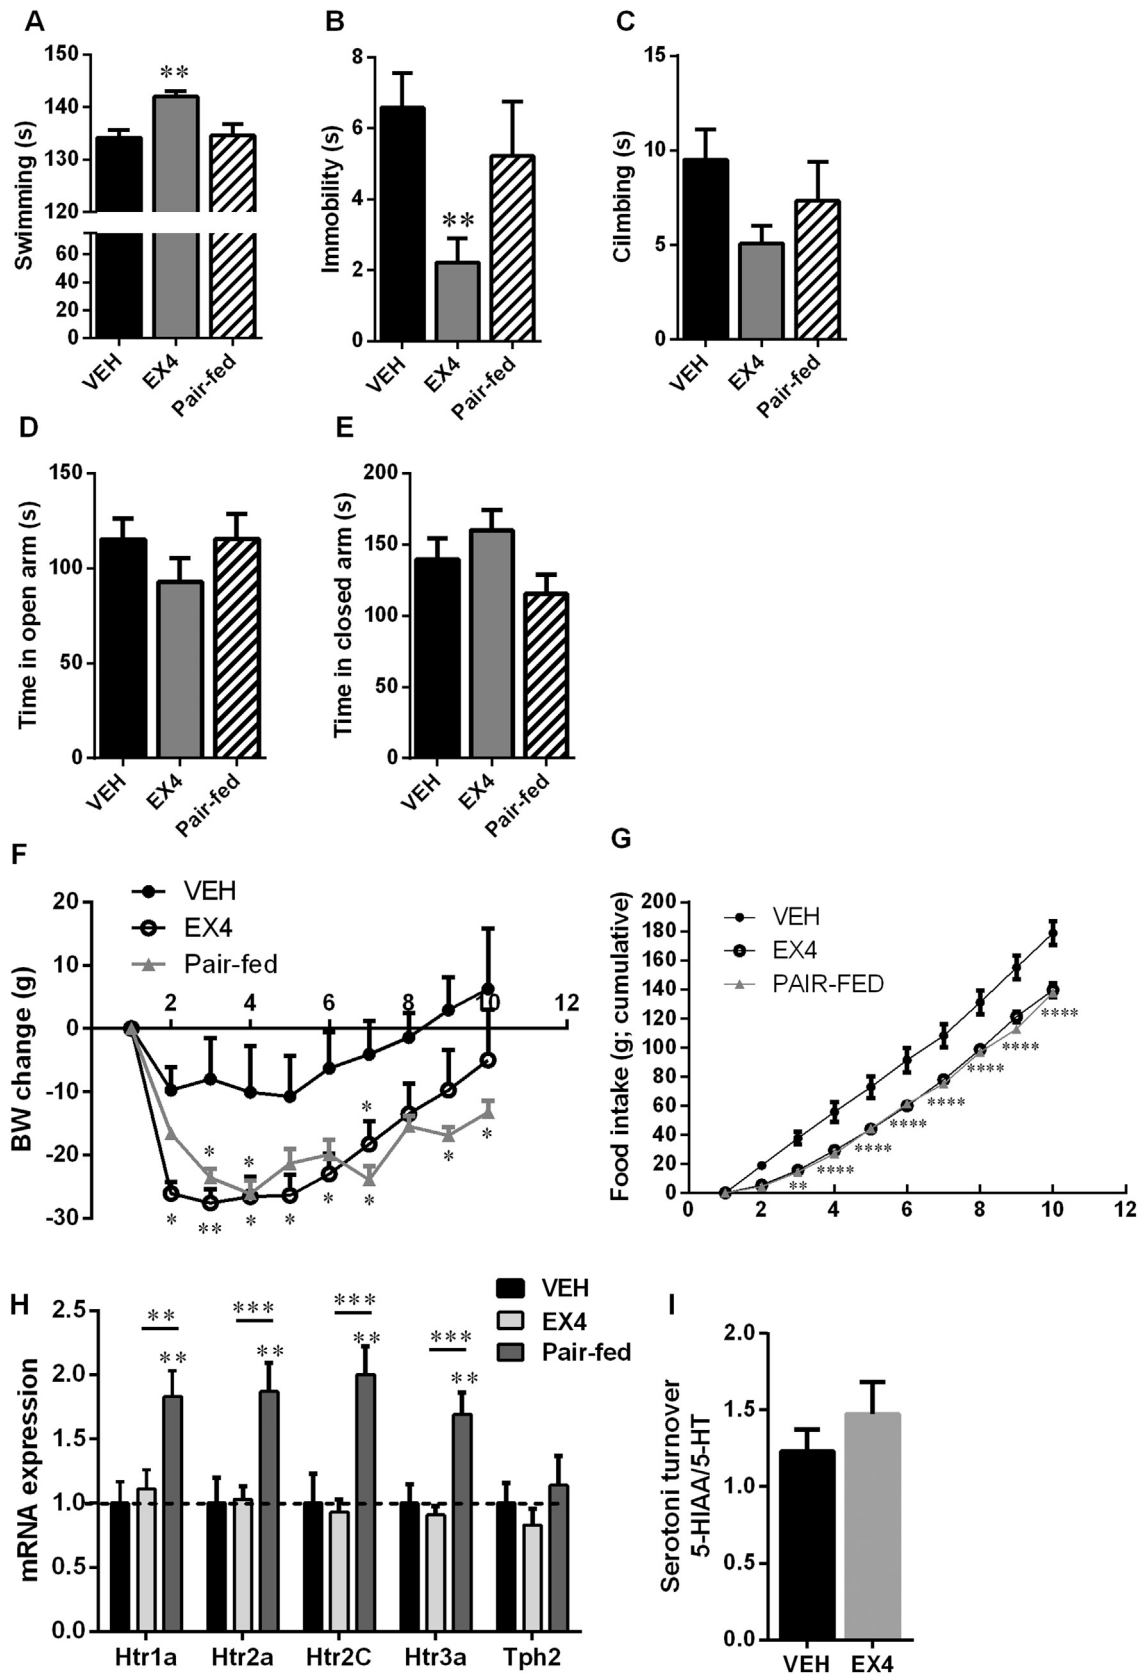 A
Swimming (s)
150
140
130
120
60
40
20
0
**
VEH
EX4
Pair-fed
B
Immobility (s)
8
6
4
2
0
**
VEH
EX4
Pair-fed
C
Cilmbing (s)
15
10
5
0
VEH
EX4
Pair-fed
D
Time in open arm (s)
150
100
50
0
VEH
EX4
Pair-fed
E
Time in closed arm (s)
200
150
100
50
0
VEH
EX4
Pair-fed
F
VEH
EX4
Pair-fed
BW change (g)
20
10
0
-10
-20
-30
2
4
6
8
10
12
*
*
*
*
*
**
*
*
*
*
*
G
VEH
EX4
PAIR-FED
Food intake (g; cumulative)
200
180
160
140
120
100
80
60
40
20
0
0
2
4
6
8
10
12
**
****
****
****
****
****
****
****
H
VEH
EX4
Pair-fed
mRNA expression
2.5
2.0
1.5
1.0
0.5
0.0
**
**
***
**
***
**
***
**
Htr1a
Htr2a
Htr2C
Htr3a
Tph2
I
Serotoni turnover
5-HIAA/5-HT
2.0
1.5
1.0
0.5
0.0
VEH
EX4